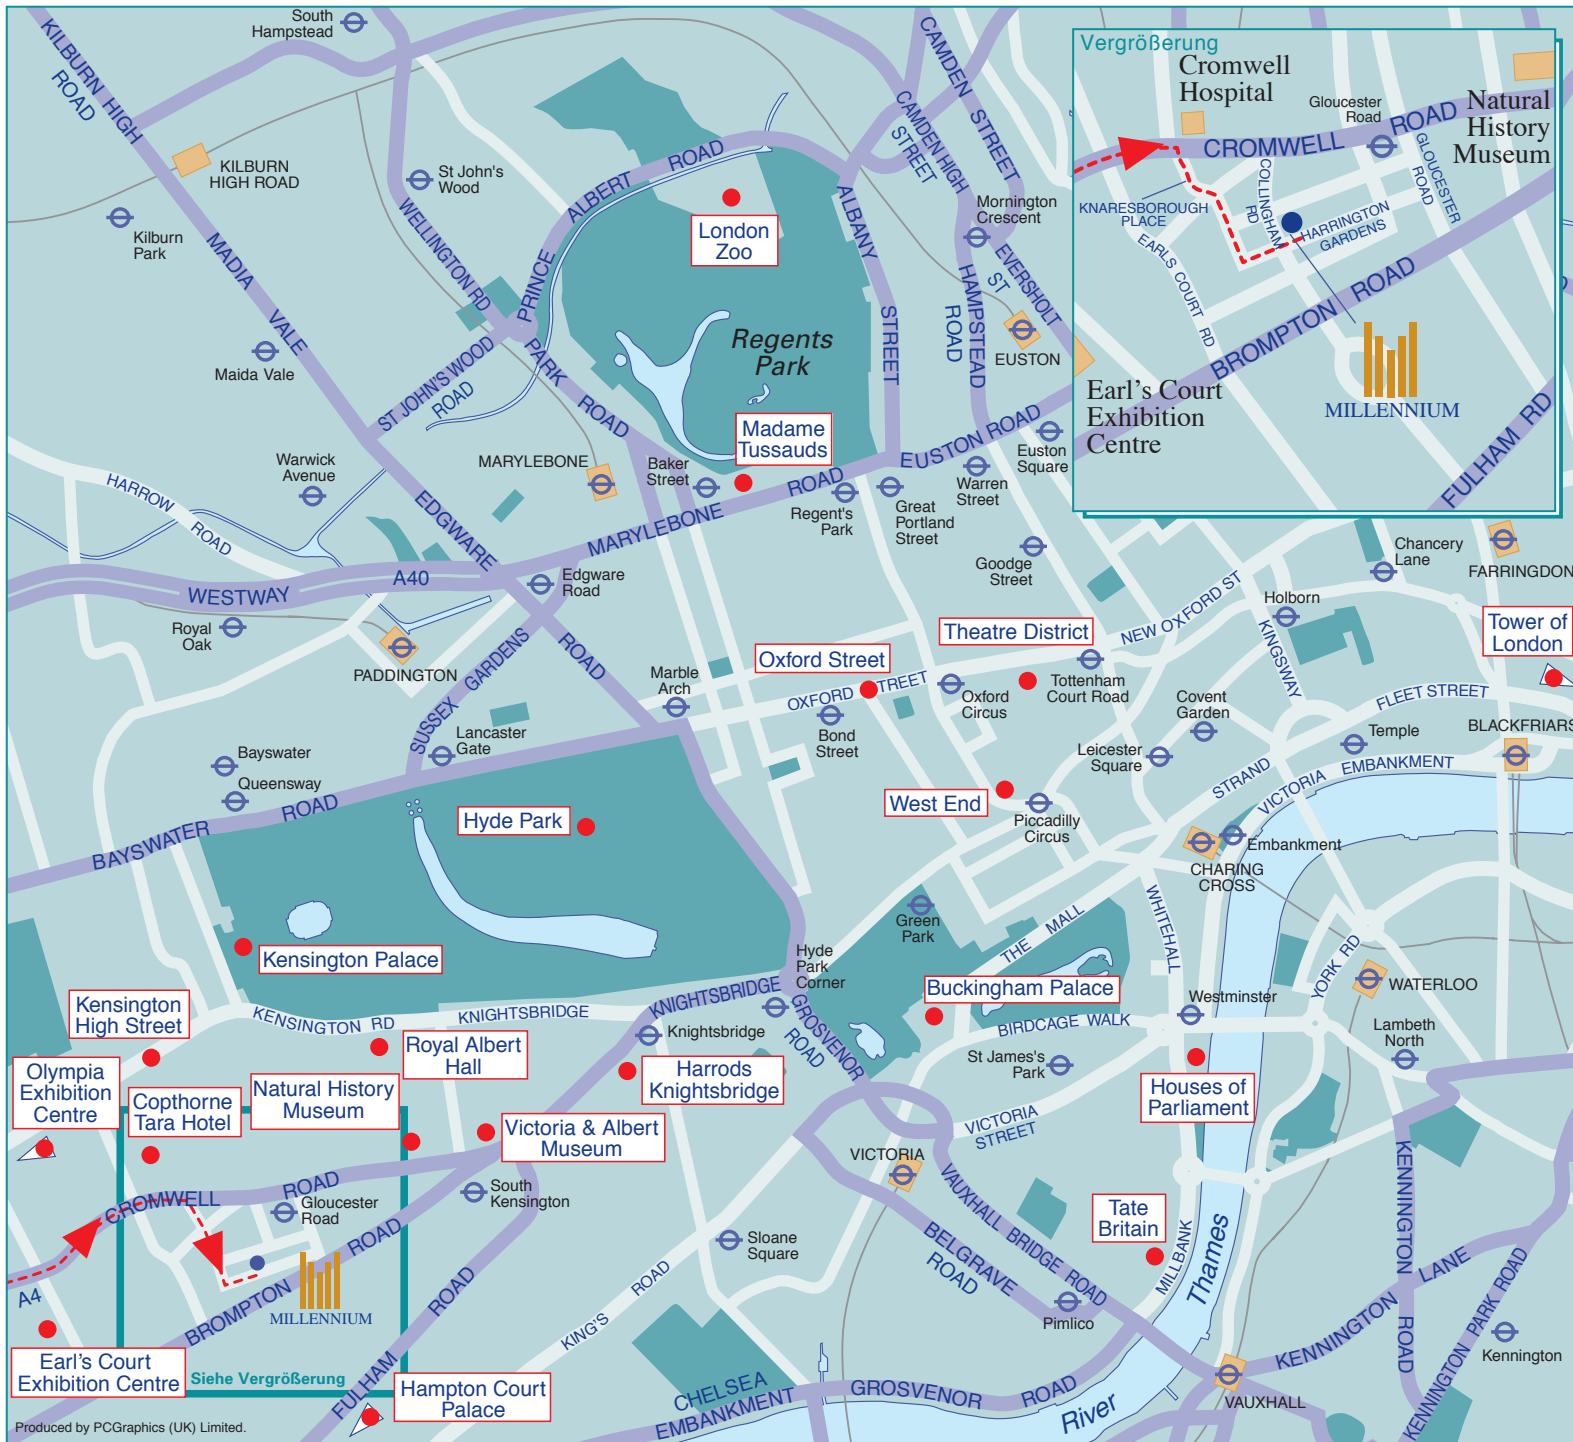 South
Hampstead
KILBURN HIGH
ROAD
KILBURN
HIGH ROAD
St John's
Wood
Kilburn
Park
MADIA
VALE
Maida Vale
WELLINGTON RD
PRINCE
ALBERT
ROAD
London
Zoo
Regents
Park
ALBANY
STREET
CAMDEN STREET
CAMDEN HIGH
STREET
Mornington
Crescent
EVERSHOLT
ST
HAMPSTEAD
ROAD
EUSTON
ST JOHN'S WOOD
ROAD
PARK
ROAD
Madame
Tussauds
MARYLEBONE
Baker
Street
Warwick
Avenue
HARROW
ROAD
EDGWARE
ROAD
MARYLEBONE
ROAD
EUSTON ROAD
Euston
Square
Warren
Street
Great
Portland
Street
Regent's
Park
Goodge
Street
A40
WESTWAY
Edgware
Road
Royal
Oak
PADDINGTON
SUSSEX GARDENS
Marble
Arch
Lancaster
Gate
Bayswater
Queensway
BAYSWATER
ROAD
Oxford Street
OXFORD STREET
Bond
Street
Oxford
Circus
Theatre District
Tottenham
Court Road
NEW OXFORD ST
Holborn
KINGSWAY
Chancery
Lane
FARRINGDON
Tower of
London
FLEET STREET
BLACKFRIARS
Temple
Covent
Garden
Leicester
Square
STRAND
VICTORIA EMBANKMENT
Embankment
CHARING
CROSS
West End
Piccadilly
Circus
Hyde Park
Kensington Palace
Kensington
High Street
KENSINGTON RD
KNIGHTSBRIDGE
KNIGHTSBRIDGE
Knightsbridge
Hyde
Park
Corner
GROSVENOR
ROAD
Green
Park
THE MALL
Buckingham Palace
BIRDCAGE WALK
WHITEHALL
Westminster
St James's
Park
YORK RD
WATERLOO
Lambeth
North
Royal Albert
Hall
Harrods
Knightsbridge
Houses of
Parliament
Olympia
Exhibition
Centre
Copthorne
Tara Hotel
Natural History
Museum
Victoria & Albert
Museum
VICTORIA
STREET
VICTORIA
CROMWELL
ROAD
Gloucester
Road
South
Kensington
Sloane
Square
KING'S ROAD
BROMPTON
ROAD
MILLENNIUM
A4
Earl's Court
Exhibition Centre
Siehe Vergrößerung
FULHAM
ROAD
Hampton Court
Palace
BELGRAVE
ROAD
VAUXHALL BRIDGE ROAD
Pimlico
Tate
Britain
MILLBANK
River
Thames
KENNINGTON
ROAD
KENNINGTON
LANE
KENNINGTON PARK ROAD
Kennington
VAUXHALL
CHELSEA
EMBANKMENT
GROSVENOR
ROAD
Produced by PCGraphics (UK) Limited.
Vergrößerung
Cromwell
Hospital
Gloucester
Road
CROMWELL
ROAD
Natural
History
Museum
KNARESBOROUGH
PLACE
COLLINGHAM
RD
HARRINGTON
GARDENS
GLOUCESTER
ROAD
EARLS COURT RD
BROMPTON
ROAD
Earl's Court
Exhibition
Centre
MILLENNIUM
FULHAM RD